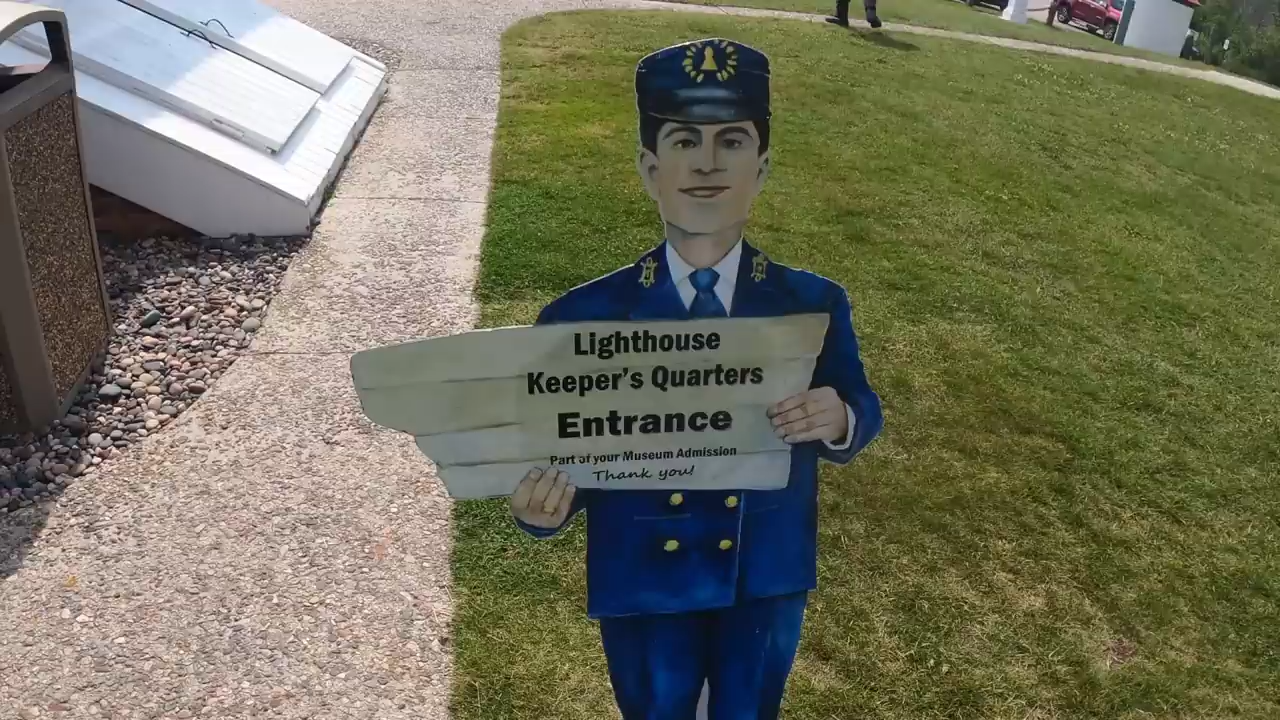 Lighthouse
Keeper's Quarters
Entrance
Part of your Museum Admission
Thank you!